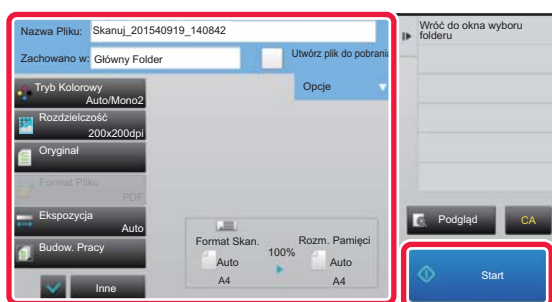 Nazwa Pliku: Skanuj_201540919_140842
Zachowano w: Główny Folder
Utwórz plik do pobrania
Opcje
Tryb Kolorowy
Auto/Mono2
Rozdzielczość
200x200dpi
Oryginał
Format Pliku
PDF
Ekspozycja
Auto
Budow. Pracy
Inne
Format Skan.
Auto
A4
100%
Rozm. Pamięci
Auto
A4
Wróć do okna wyboru
folderu
Podgląd
CA
Start